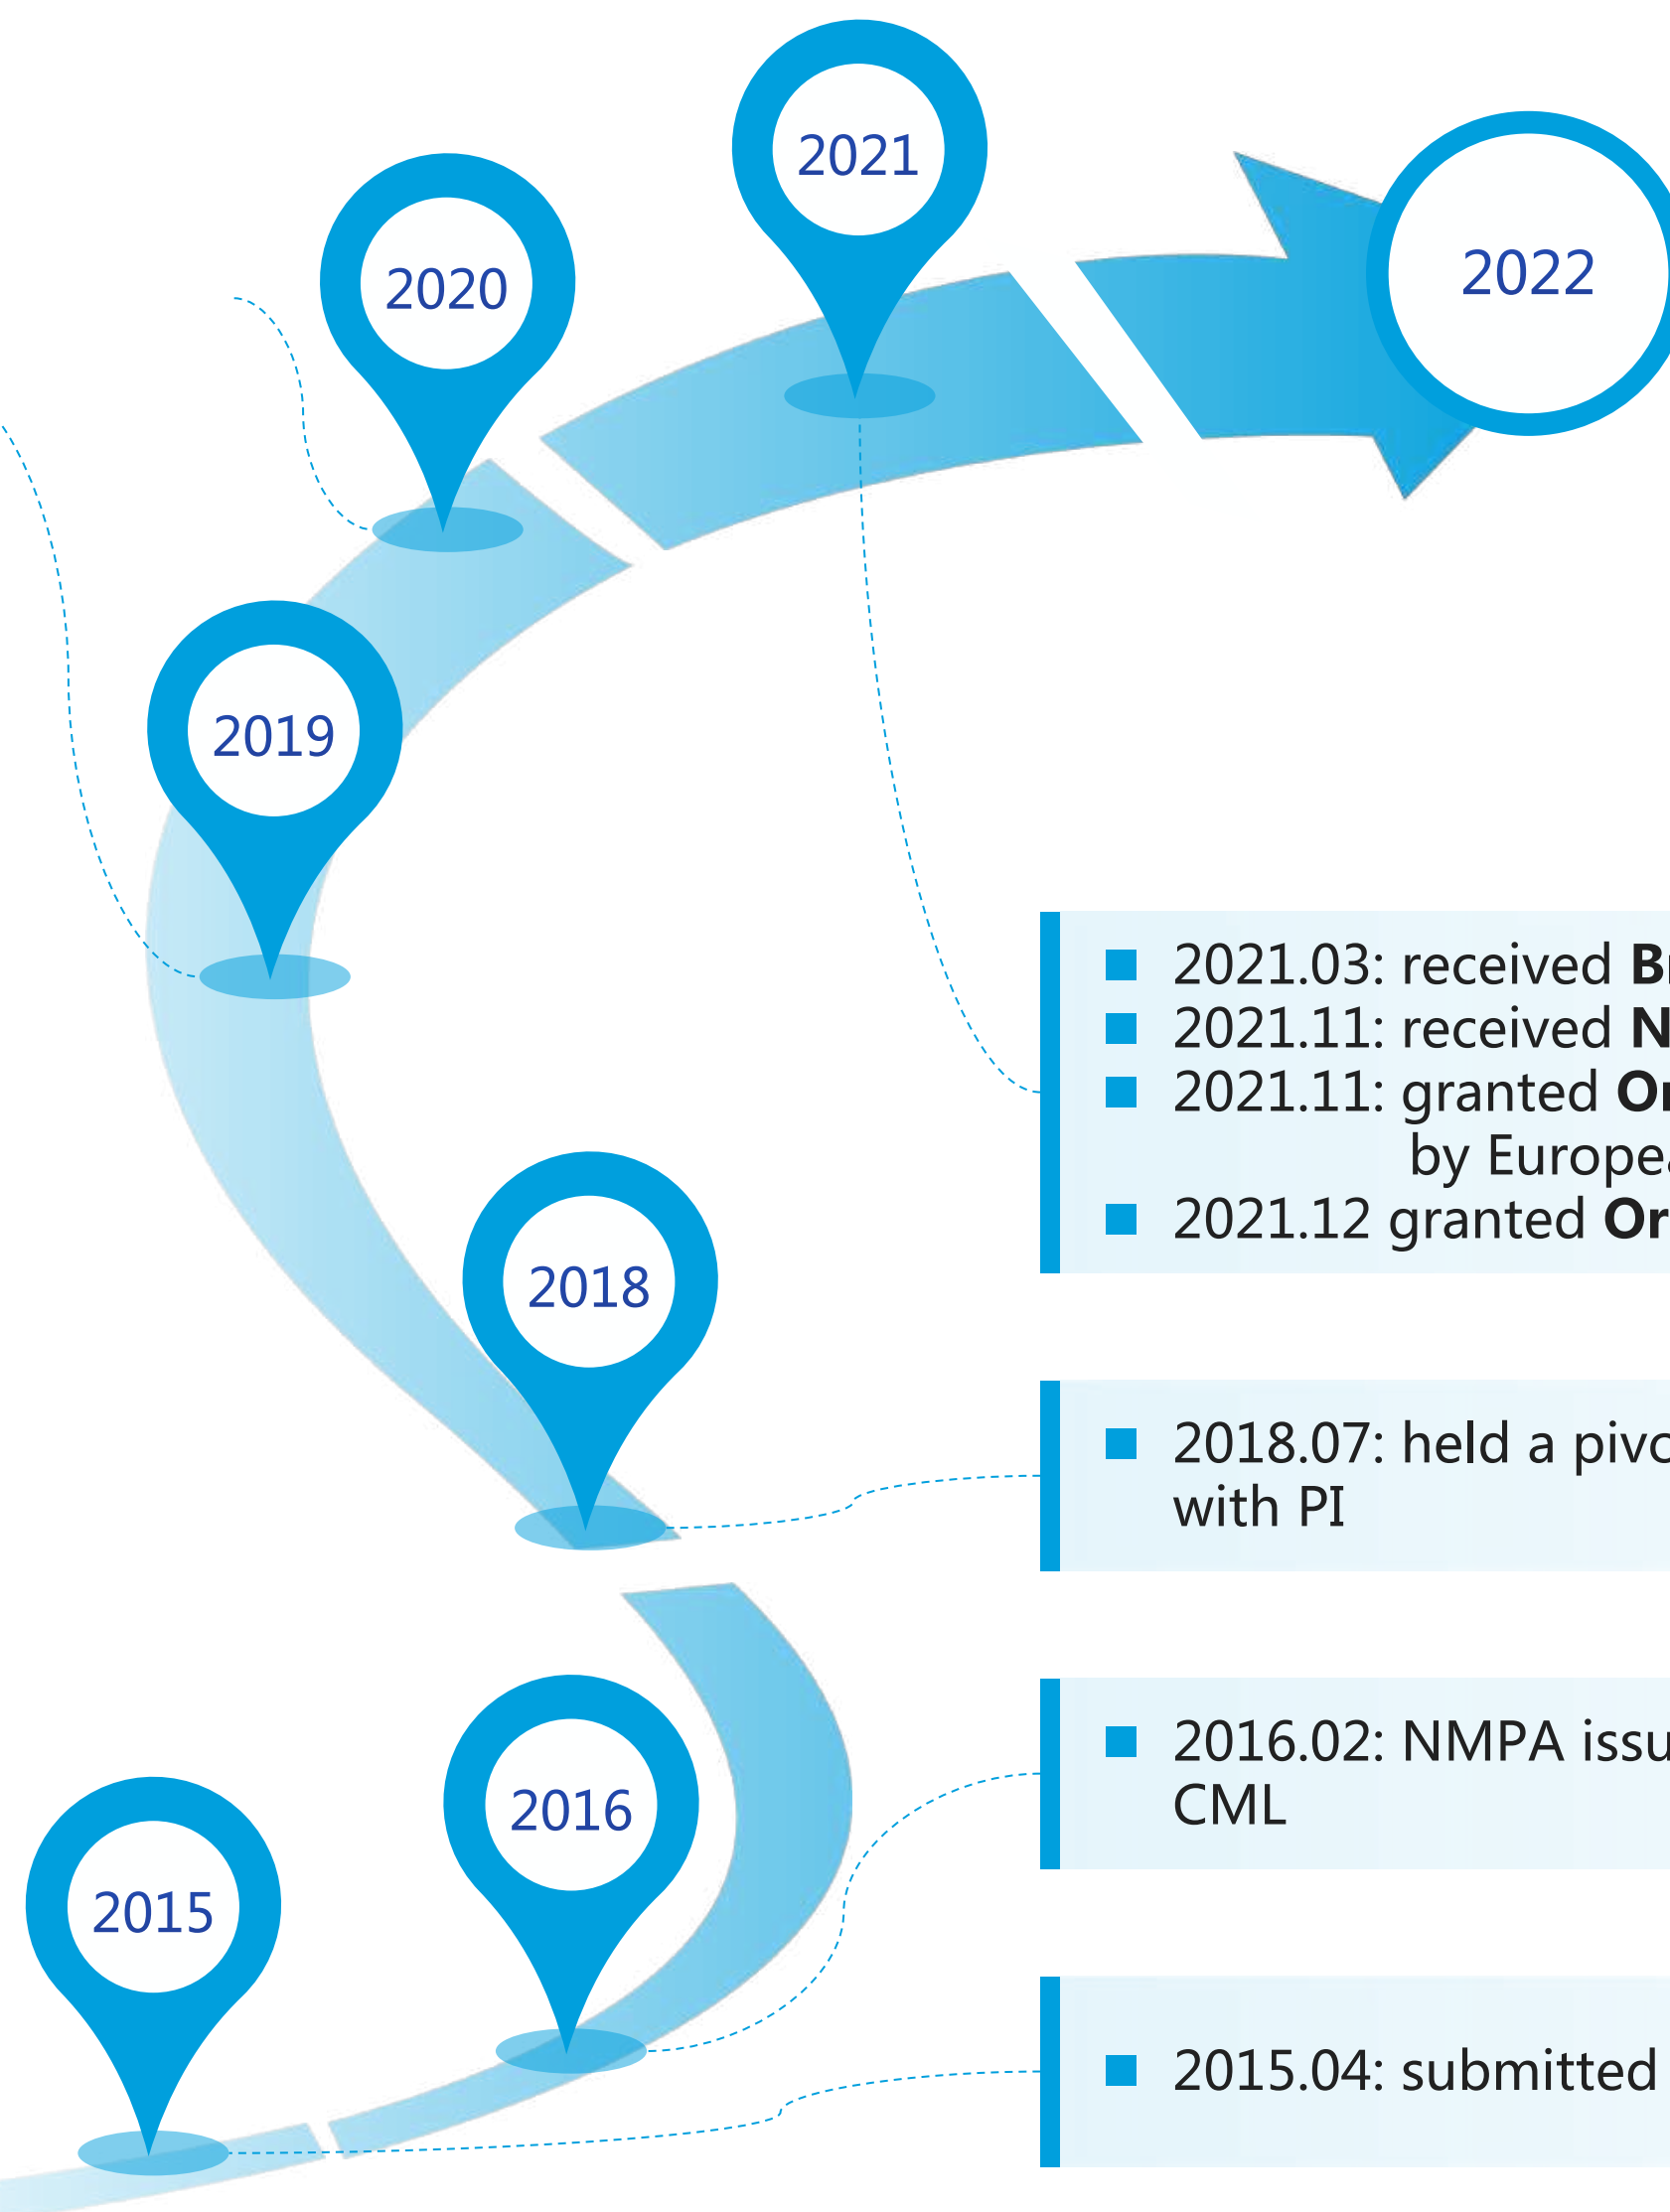 2021
2020
2022
2019
2021.03: received
2021.11: received
2021.11: granted
by
2018
2021.12 granted
2018.07: held a
with PI
2016
2016.02: NMPA
CML
2015
2015.04: submitted